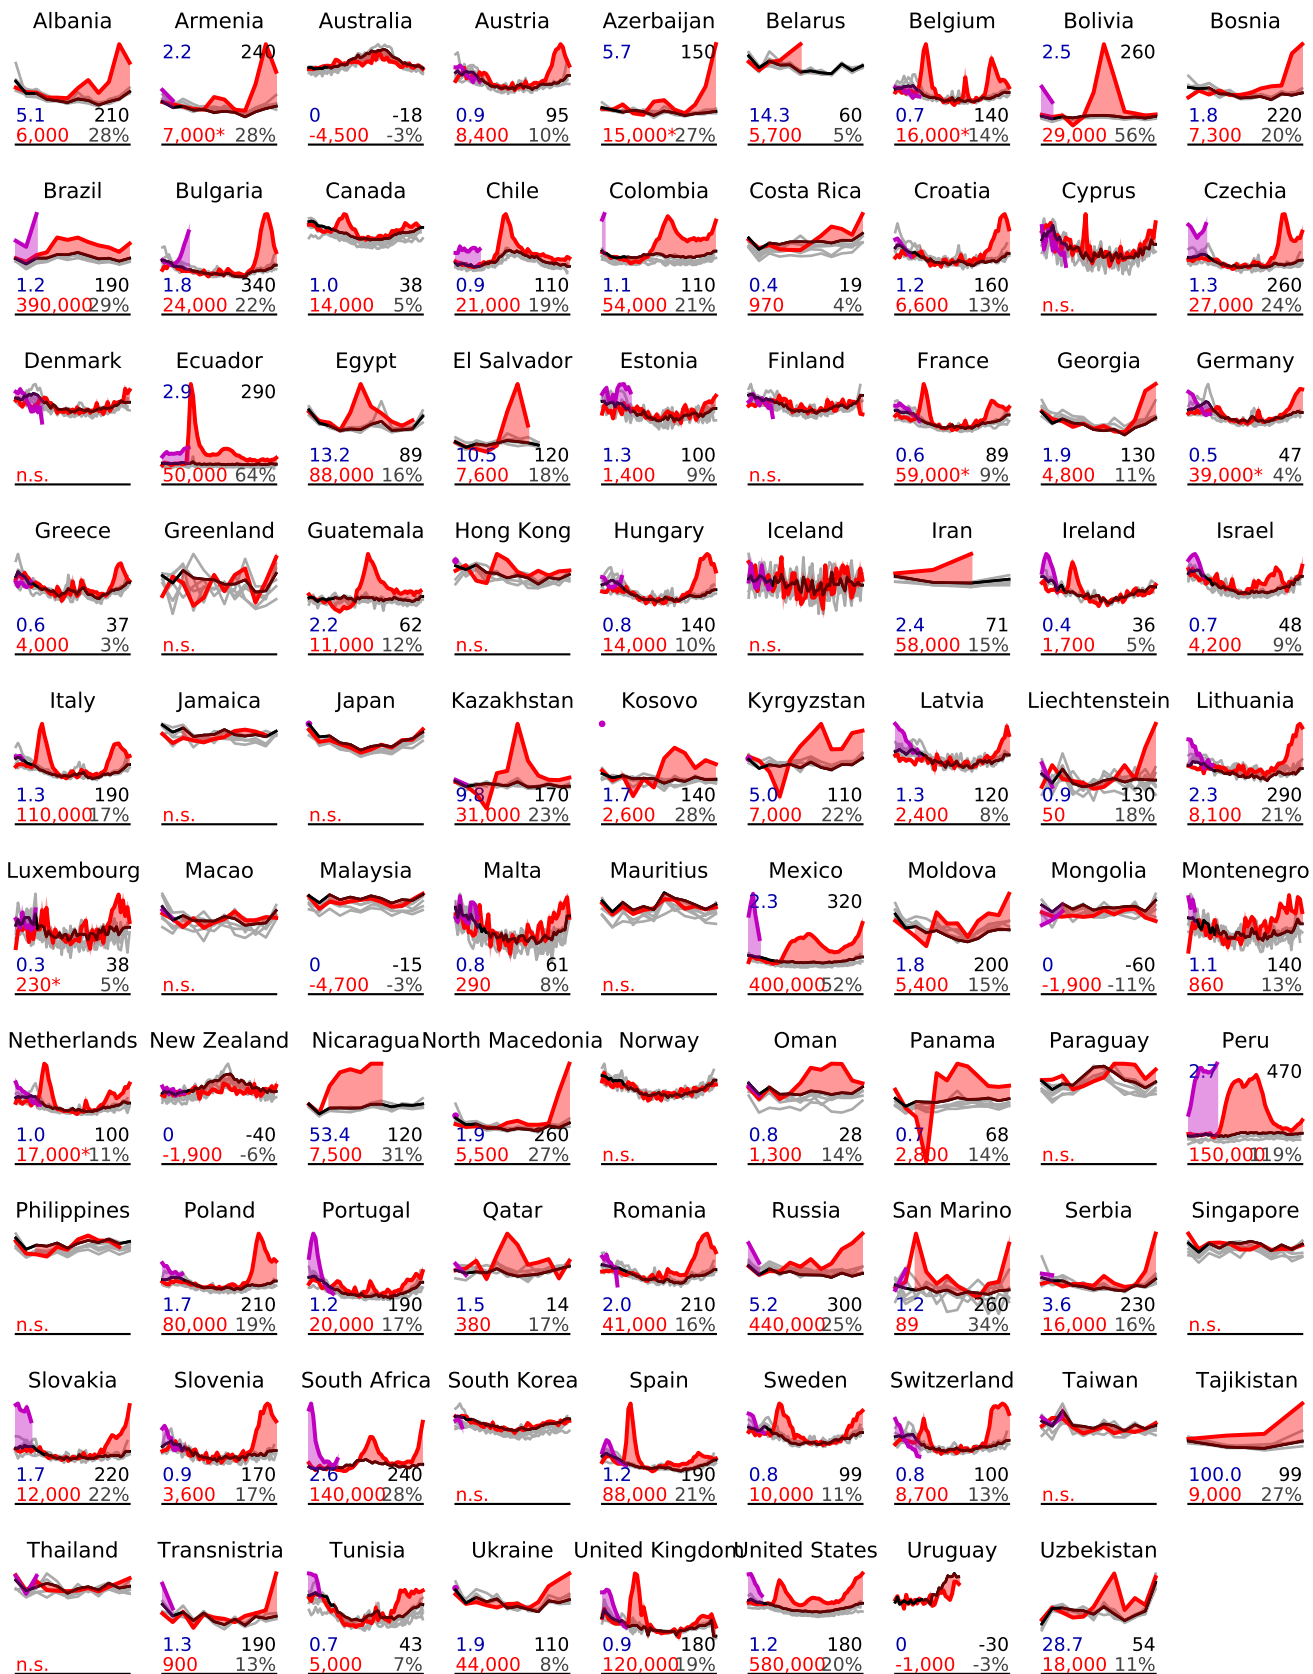 Albania Armenia Australia Austria Azerbaijan Belarus Belgium Bolivia Bosnia
2.2 240 5.7 150 2.5 260
5.1 210 0 -18 0.9 95 14.3 60 0.7 140 1.8 220
6,000 28% 7,000* 28% -4,500 -3% 8,400 10% 15,000* 27% 5,700 5% 16,000* 14% 29,000 56% 7,300 20%
Brazil Bulgaria Canada Chile Colombia Costa Rica Croatia Cyprus Czechia
1.2 190 1.8 340 1.0 38 0.9 110 1.1 110 0.4 19 1.2 160 1.3 260
390,000 29% 24,000 22% 14,000 5% 21,000 19% 54,000 21% 970 4% 6,600 13% n.s. 27,000 24%
Denmark Ecuador Egypt El Salvador Estonia Finland France Georgia Germany
2.9 290
13.2 89 10.5 120 1.3 100 0.6 89 1.9 130 0.5 47
n.s. 50,000 64% 88,000 16% 7,600 18% 1,400 9% n.s. 59,000* 9% 4,800 11% 39,000* 4%
Greece Greenland Guatemala Hong Kong Hungary Iceland Iran Ireland Israel
0.6 37 2.2 62 0.8 140 2.4 71 0.4 36 0.7 48
4,000 3% n.s. 11,000 12% n.s. 14,000 10% n.s. 58,000 15% 1,700 5% 4,200 9%
Italy Jamaica Japan Kazakhstan Kosovo Kyrgyzstan Latvia Liechtenstein Lithuania
1.3 190 9.8 170 1.7 140 5.0 110 1.3 120 0.9 130 2.3 290
110,000 17% n.s. n.s. 31,000 23% 2,600 28% 7,000 22% 2,400 8% 50 18% 8,100 21%
Luxembourg Macao Malaysia Malta Mauritius Mexico Moldova Mongolia Montenegro
2.3 320
0.3 38 0 -15 0.8 61 1.8 200 0 -60 1.1 140
230* 5% n.s. -4,700 -3% 290 8% n.s. 400,000 52% 5,400 15% -1,900 -11% 860 13%
Netherlands New Zealand Nicaragua North Macedonia Norway Oman Panama Paraguay Peru
2.7 470
1.0 100 0 -40 53.4 120 1.9 260 0.8 28 0.7 68
17,000* 11% -1,900 -6% 7,500 31% 5,500 27% n.s. 1,300 14% 2,800 14% n.s. 150,000 119%
Philippines Poland Portugal Qatar Romania Russia San Marino Serbia Singapore
1.7 210 1.2 190 1.5 14 2.0 210 5.2 300 1.2 260 3.6 230
n.s. 80,000 19% 20,000 17% 380 17% 41,000 16% 440,000 25% 89 34% 16,000 16% n.s.
Slovakia Slovenia South Africa South Korea Spain Sweden Switzerland Taiwan Tajikistan
1.7 220 0.9 170 2.6 240 1.2 190 0.8 99 0.8 100 100.0 99
12,000 22% 3,600 17% 140,000 28% n.s. 88,000 21% 10,000 11% 8,700 13% n.s. 9,000 27%
Thailand Transnistria Tunisia Ukraine United Kingdom United States Uruguay Uzbekistan
1.3 190 0.7 43 1.9 110 0.9 180 1.2 180 0 -30 28.7 54
n.s. 900 13% 5,000 7% 44,000 8% 120,000 19% 580,000 20% -1,000 -3% 18,000 11%